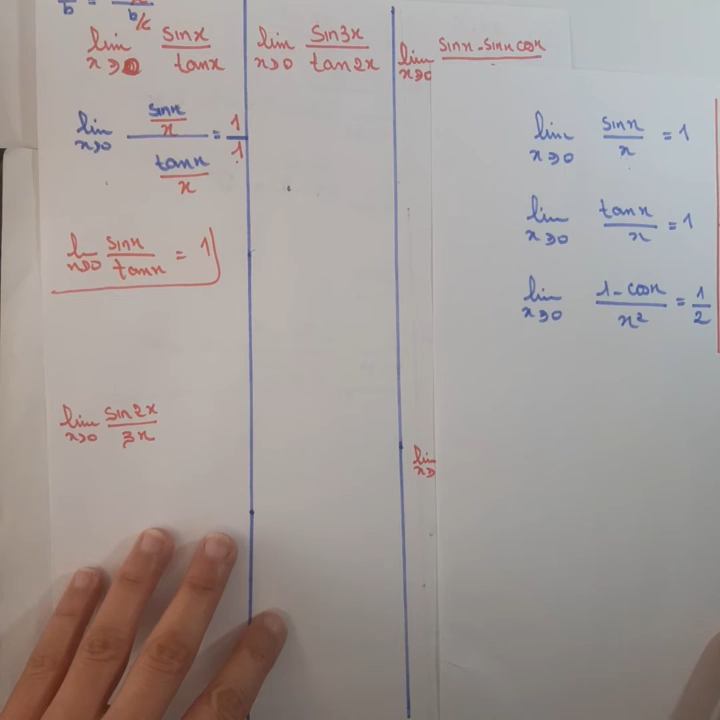 b = b/c
lim x→0 sinx/tanx
lim x→0 (sinx/x)/(tanx/x) = 1/1
lim x→0 sinx/tanx = 1
lim x→0 sin2x/3x
lim x→0 sin3x/tan2x
lim x→0 sinx - sinx cosx
lim x→
lim x→0 sinx/x = 1
lim x→0 tanx/x = 1
lim x→0 1-cosx/x² = 1/2